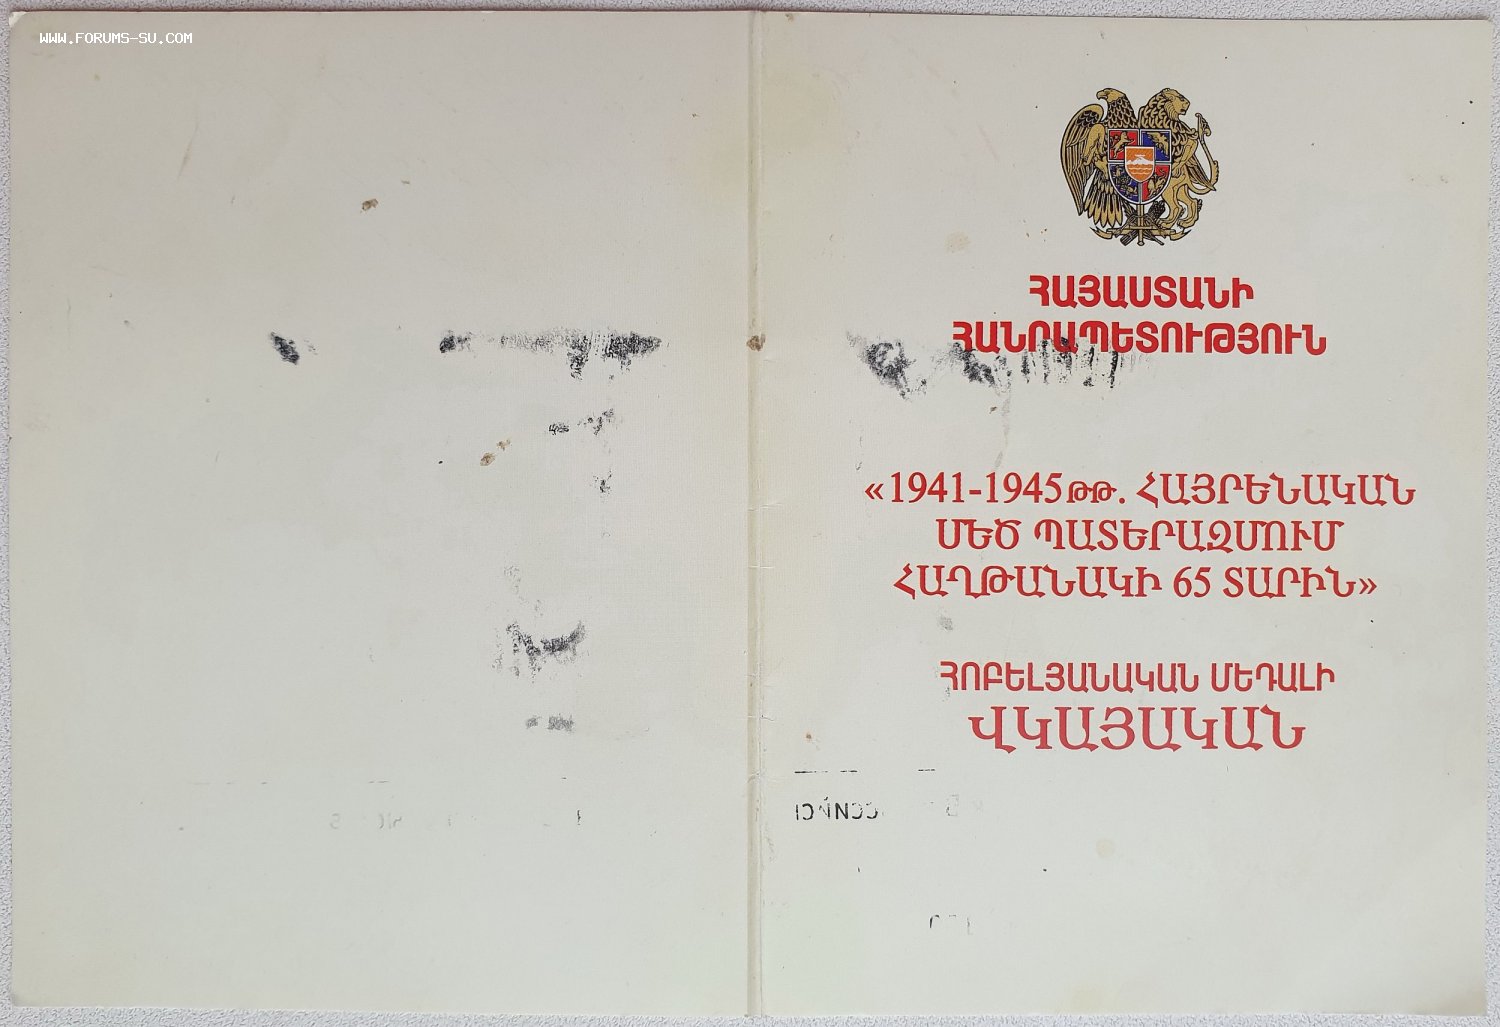 WWW.FORUMS-SU.COM
ՀԱՅԱՍՏԱՆԻ
ՀԱՆՐԱՊԵՏՈՒԹՅՈՒՆ
«1941-1945թթ. ՀԱՅՐԵՆԱԿԱՆ
ՄԵԾ ՊԱՏԵՐԱԶՄՈՒՄ
ՀԱՂԹԱՆԱԿԻ 65 ՏԱՐԻՆ»
ՀՈԲԵԼՅԱՆԱԿԱՆ ՄԵԴԱԼԻ
ՎԿԱՅԱԿԱՆ